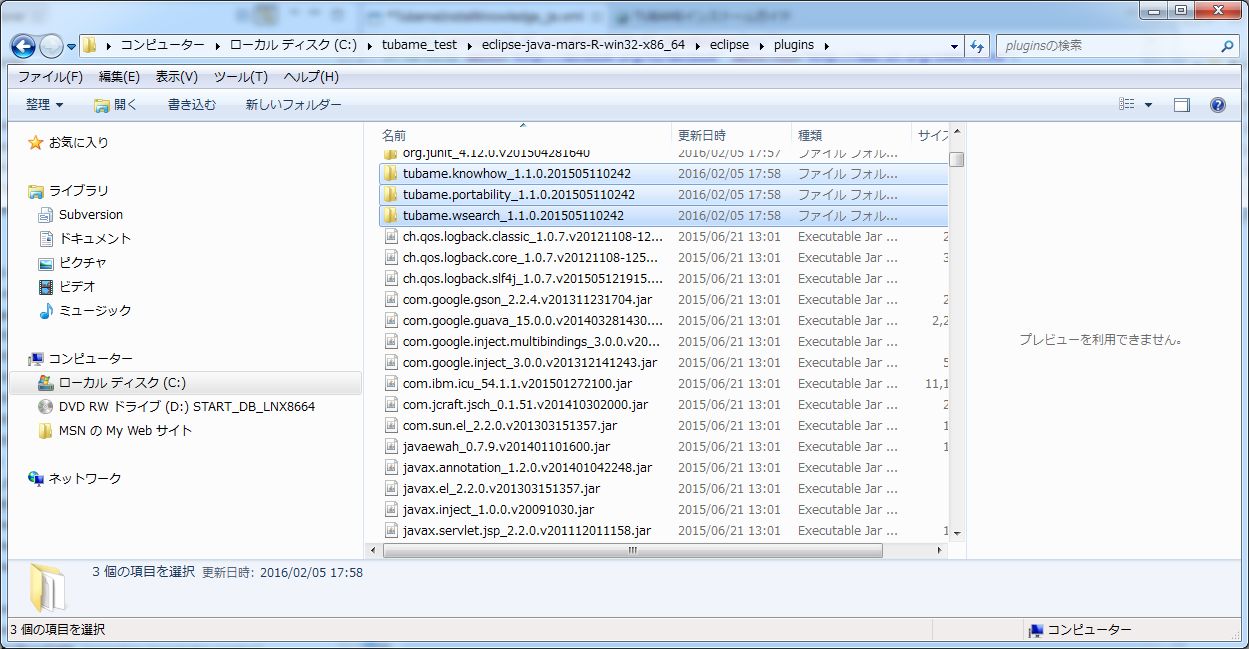 コンピューター ローカル ディスク (C:) tubame_test eclipse-java-mars-R-win32-x86_64 eclipse plugins pluginsの検索
ファイル(F) 編集(E) 表示(V) ツール(T) ヘルプ(H)
整理 開く 書き込む 新しいフォルダー
お気に入り
ライブラリ
Subversion
ドキュメント
ピクチャ
ビデオ
ミュージック
コンピューター
ローカル ディスク (C:)
DVD RW ドライブ (D:) START_DB_LNX8664
MSN の My Web サイト
ネットワーク
名前 更新日時 種類 サイズ
org.junit_4.12.0.v201504281640 2016/02/05 17:57 ファイル フォル...
tubame.knowhow_1.1.0.201505110242 2016/02/05 17:58 ファイル フォル...
tubame.portability_1.1.0.201505110242 2016/02/05 17:58 ファイル フォル...
tubame.wsearch_1.1.0.201505110242 2016/02/05 17:58 ファイル フォル...
ch.qos.logback.classic_1.0.7.v20121108-12... 2015/06/21 13:01 Executable Jar ... 2
ch.qos.logback.core_1.0.7.v20121108-125... 2015/06/21 13:01 Executable Jar ... 3
ch.qos.logback.slf4j_1.0.7.v201505121915.... 2015/06/21 13:01 Executable Jar ...
com.google.gson_2.2.4.v201311231704.jar 2015/06/21 13:01 Executable Jar ... 2
com.google.guava_15.0.0.v201403281430.... 2015/06/21 13:01 Executable Jar ... 2,2
com.google.inject.multibindings_3.0.0.v20... 2015/06/21 13:01 Executable Jar ...
com.google.inject_3.0.0.v201312141243.jar 2015/06/21 13:01 Executable Jar ... 5
com.ibm.icu_54.1.1.v201501272100.jar 2015/06/21 13:01 Executable Jar ... 11,1
com.jcraft.jsch_0.1.51.v201410302000.jar 2015/06/21 13:01 Executable Jar ... 2
com.sun.el_2.2.0.v201303151357.jar 2015/06/21 13:01 Executable Jar ... 1
javaewah_0.7.9.v201401101600.jar 2015/06/21 13:01 Executable Jar ... 1
javax.annotation_1.2.0.v201401042248.jar 2015/06/21 13:01 Executable Jar ...
javax.el_2.2.0.v201303151357.jar 2015/06/21 13:01 Executable Jar ...
javax.inject_1.0.0.v20091030.jar 2015/06/21 13:01 Executable Jar ...
javax.servlet.jsp_2.2.0.v201112011158.jar 2015/06/21 13:01 Executable Jar ... 1
プレビューを利用できません。
3 個の項目を選択 更新日時: 2016/02/05 17:58
3 個の項目を選択 コンピューター